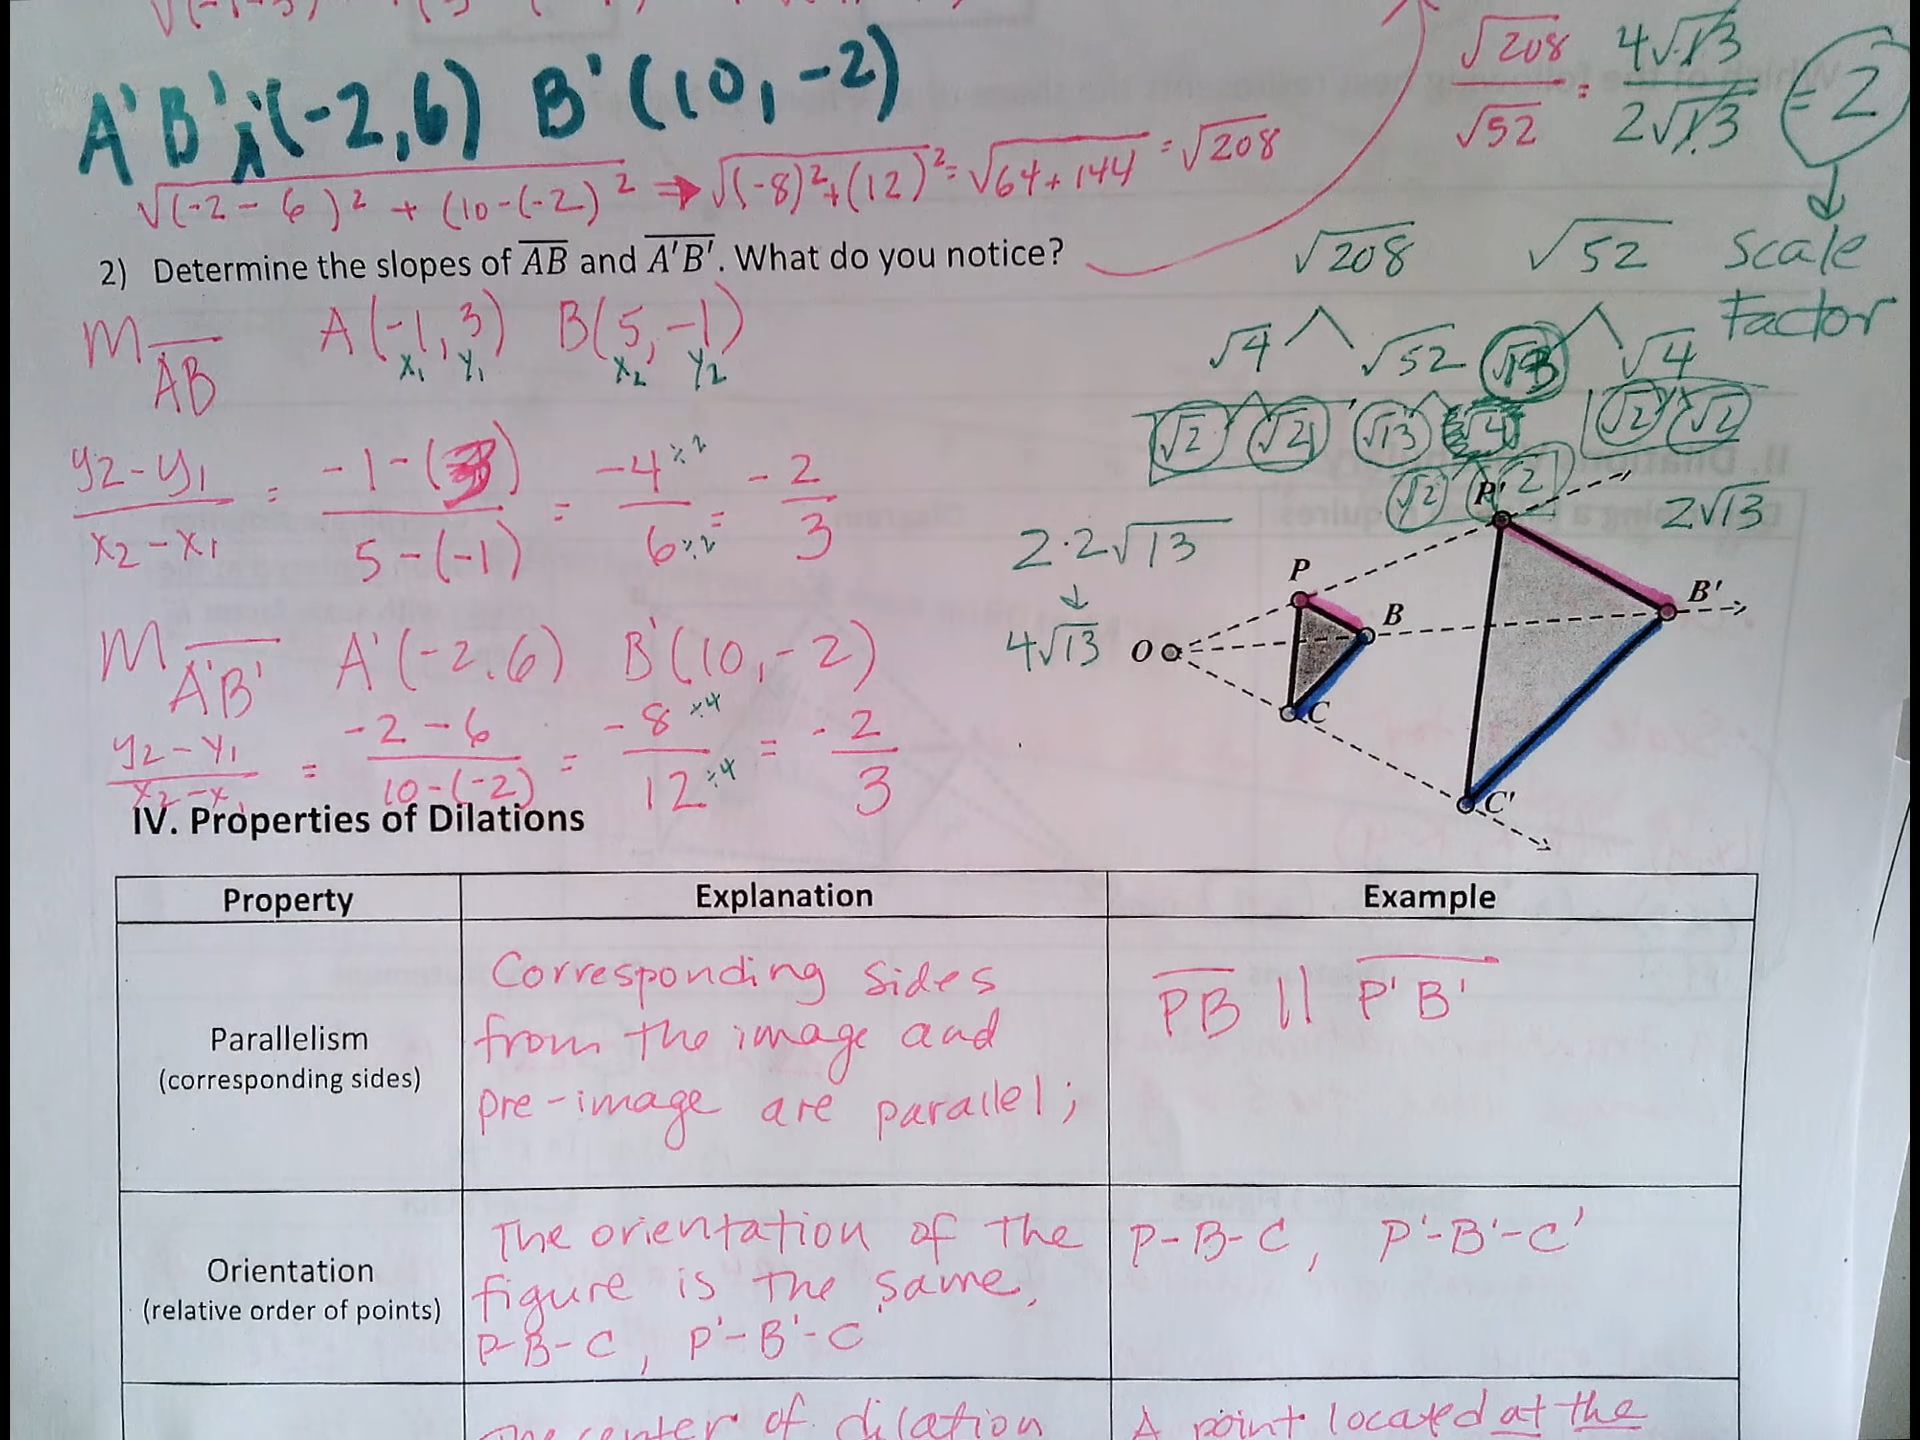 √208 4√13
A'B' A'(-2,6) B'(10,-2)
√52 = 2√13 = 2
√(-2-6)² + (10-(-2)² ⇒ √(-8)²+(12)² = √64+144 = √208
Scale
Factor
2) Determine the slopes of AB and A'B'. What do you notice?
√208 √52
M AB A(-1,3) B(5,-1)
x₁ y₁ x₂ y₂
√4 √52 √13 √4
√2 √2 √13 √4 √2 √2
√2 √2
y2-y1 / x2-x1 = -1-(3) / 5-(-1) = -4÷2 / 6÷2 = -2/3
2√13
2·2√13
↓
4√13
P' P B B' O C C'
M A'B' A'(-2,6) B'(10,-2)
y2-y1 / x2-x1 = -2-6 / 10-(-2) = -8÷4 / 12÷4 = -2/3
IV. Properties of Dilations
Property Explanation Example
Parallelism
(corresponding sides)
Corresponding sides
from the image and
pre-image are parallel;
PB || P'B'
Orientation
(relative order of points)
The orientation of the
figure is the same.
P-B-C, P'-B'-C
P-B-C, P'-B'-C'
The center of dilation
A point located at the